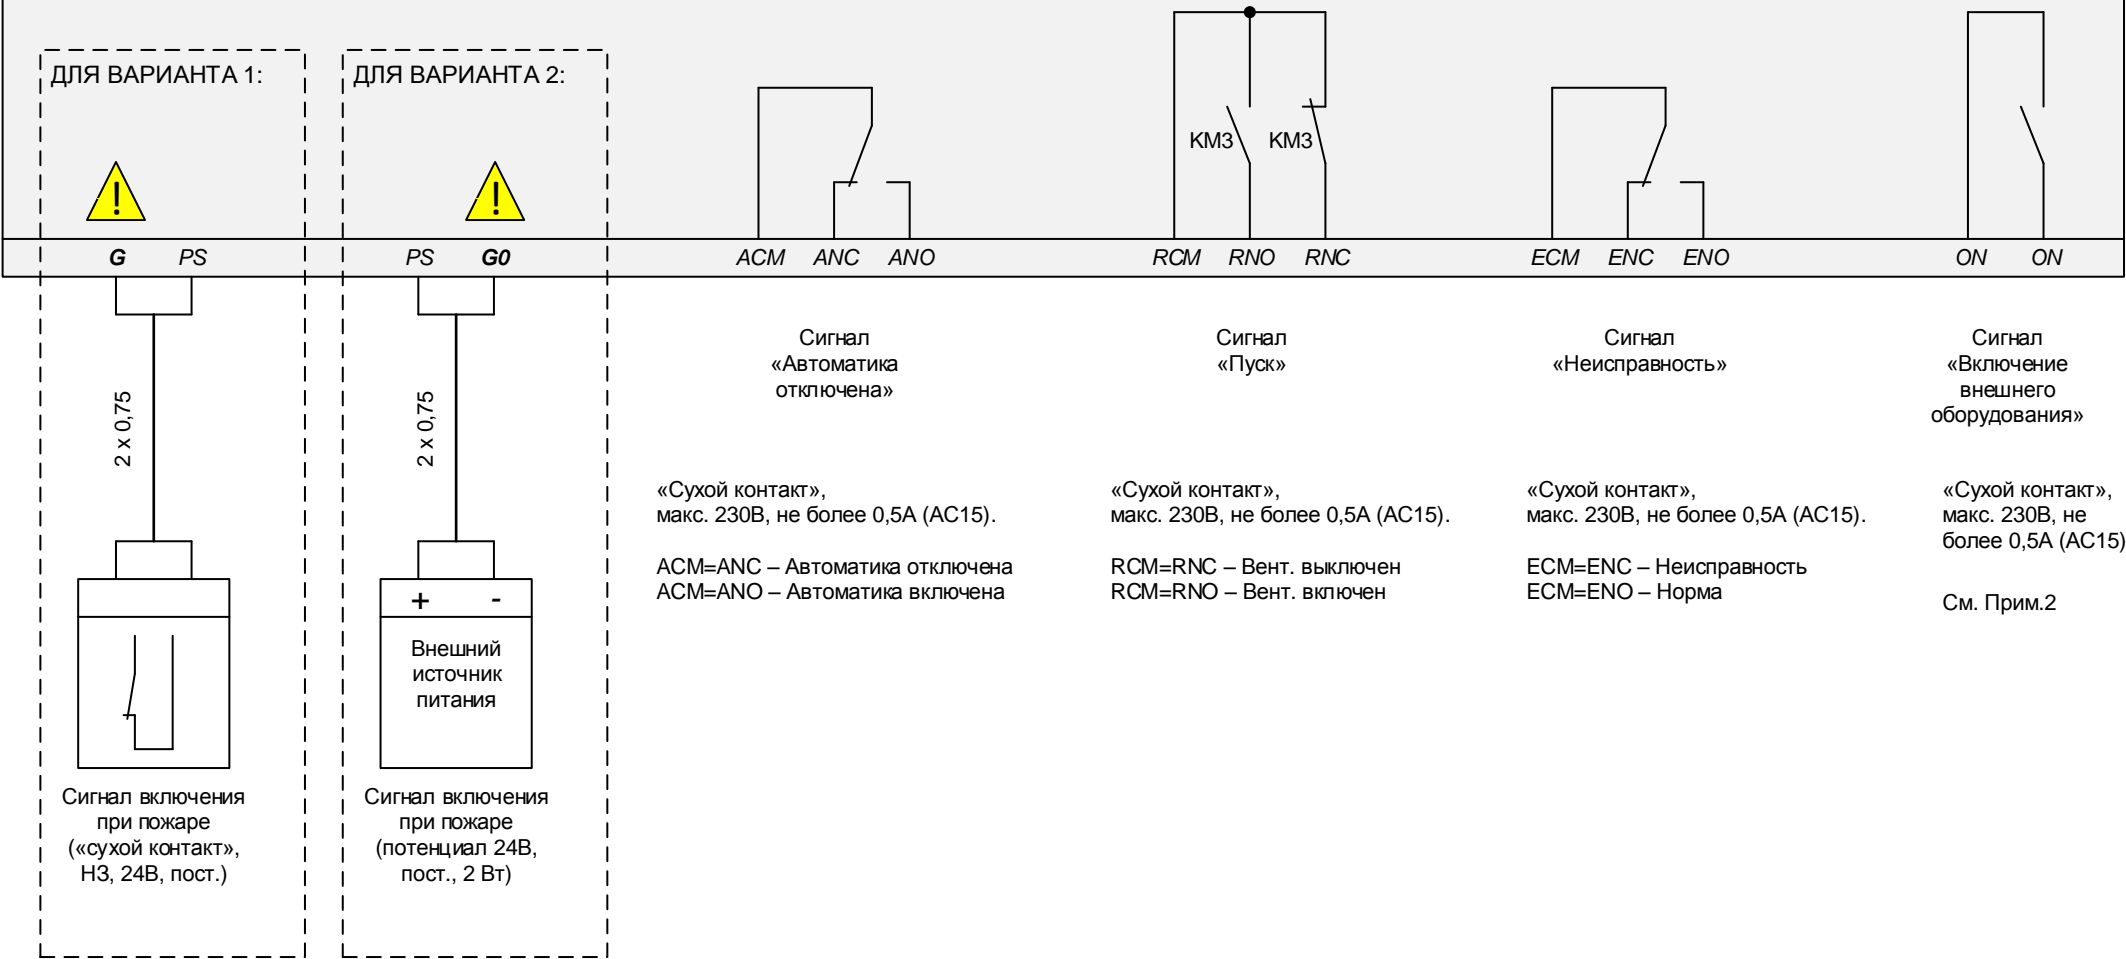 ДЛЯ ВАРИАНТА 1:
ДЛЯ ВАРИАНТА 2:
КМ3
КМ3
!
!
G PS
PS G0
ACM ANC ANO
RCM RNO RNC
ECM ENC ENO
ON ON
2 х 0,75
2 х 0,75
Сигнал
«Автоматика
отключена»
Сигнал
«Пуск»
Сигнал
«Неисправность»
Сигнал
«Включение
внешнего
оборудования»
«Сухой контакт»,
макс. 230В, не более 0,5А (АС15).
ACM=ANC – Автоматика отключена
ACM=ANO – Автоматика включена
«Сухой контакт»,
макс. 230В, не более 0,5А (АС15).
RCM=RNC – Вент. выключен
RCM=RNO – Вент. включен
«Сухой контакт»,
макс. 230В, не более 0,5А (АС15).
ECM=ENC – Неисправность
ECM=ENO – Норма
«Сухой контакт»,
макс. 230В, не
более 0,5А (АС15)
См. Прим.2
+ -
Внешний
источник
питания
Сигнал включения
при пожаре
(«сухой контакт»,
НЗ, 24В, пост.)
Сигнал включения
при пожаре
(потенциал 24В,
пост., 2 Вт)